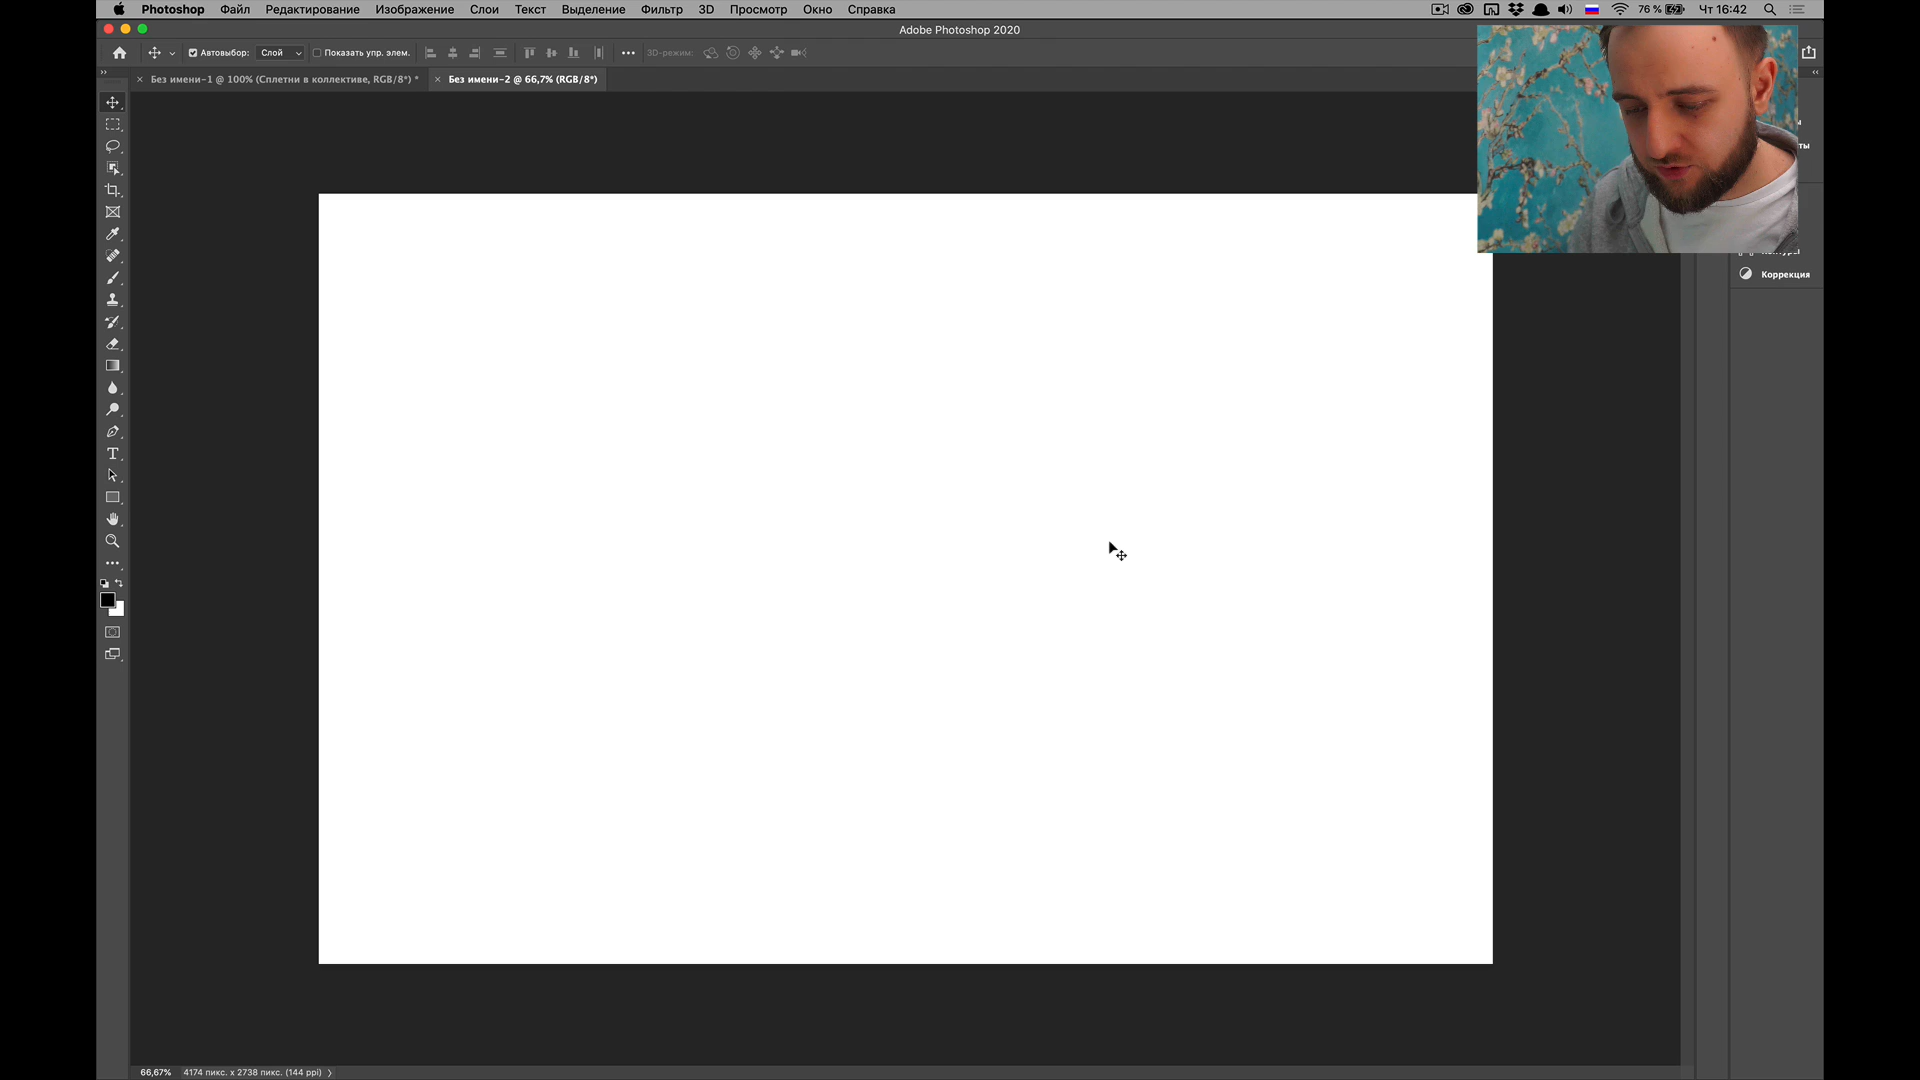 Photoshop Файл Редактирование Изображение Слои Текст Выделение Фильтр 3D Просмотр Окно Справка 76 % Чт 16:42
Adobe Photoshop 2020
Автовыбор: Слой Показать упр. элем. 3D-режим:
Без имени-1 @ 100% (Сплетни в коллективе, RGB/8*) * Без имени-2 @ 66,7% (RGB/8*)
Коррекция
66,67% 4174 пикс. x 2738 пикс. (144 ppi)